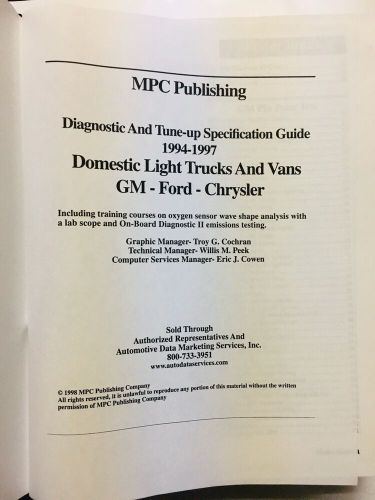 MPC Publishing
Diagnostic And Tune-up Specification Guide
1994-1997
Domestic Light Trucks And Vans
GM - Ford - Chrysler
Including training courses on oxygen sensor wave shape analysis with
a lab scope and On-Board Diagnostic II emissions testing.
Graphic Manager- Troy G. Cochran
Technical Manager- Willis M. Peek
Computer Services Manager- Eric J. Cowen
Sold Through
Authorized Representatives And
Automotive Data Marketing Services, Inc.
800-733-3951
www.autodataservices.com
© 1998 MPC Publishing Company
All rights reserved, it is unlawful to reproduce any portion of this material without the written
permission of MPC Publishing Company